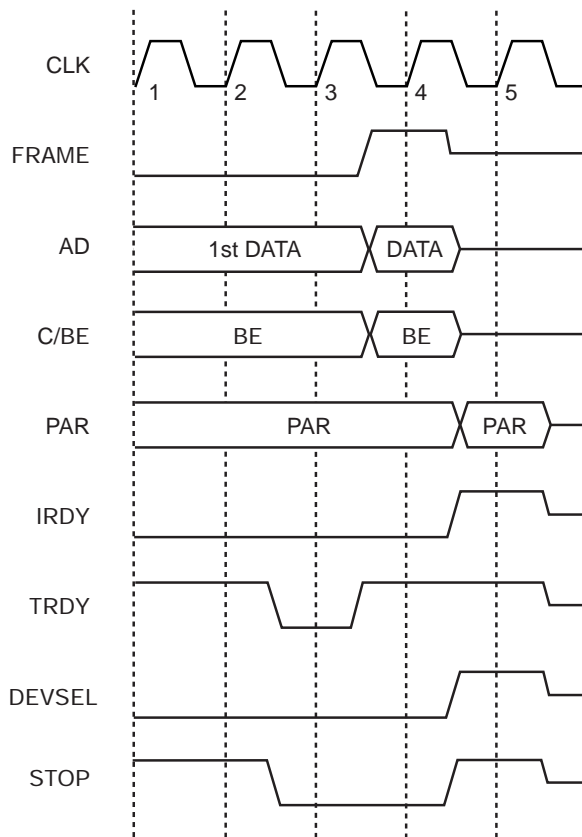 CLK
1 2 3 4 5
FRAME
AD 1st DATA DATA
C/BE BE BE
PAR PAR PAR
IRDY
TRDY
DEVSEL
STOP